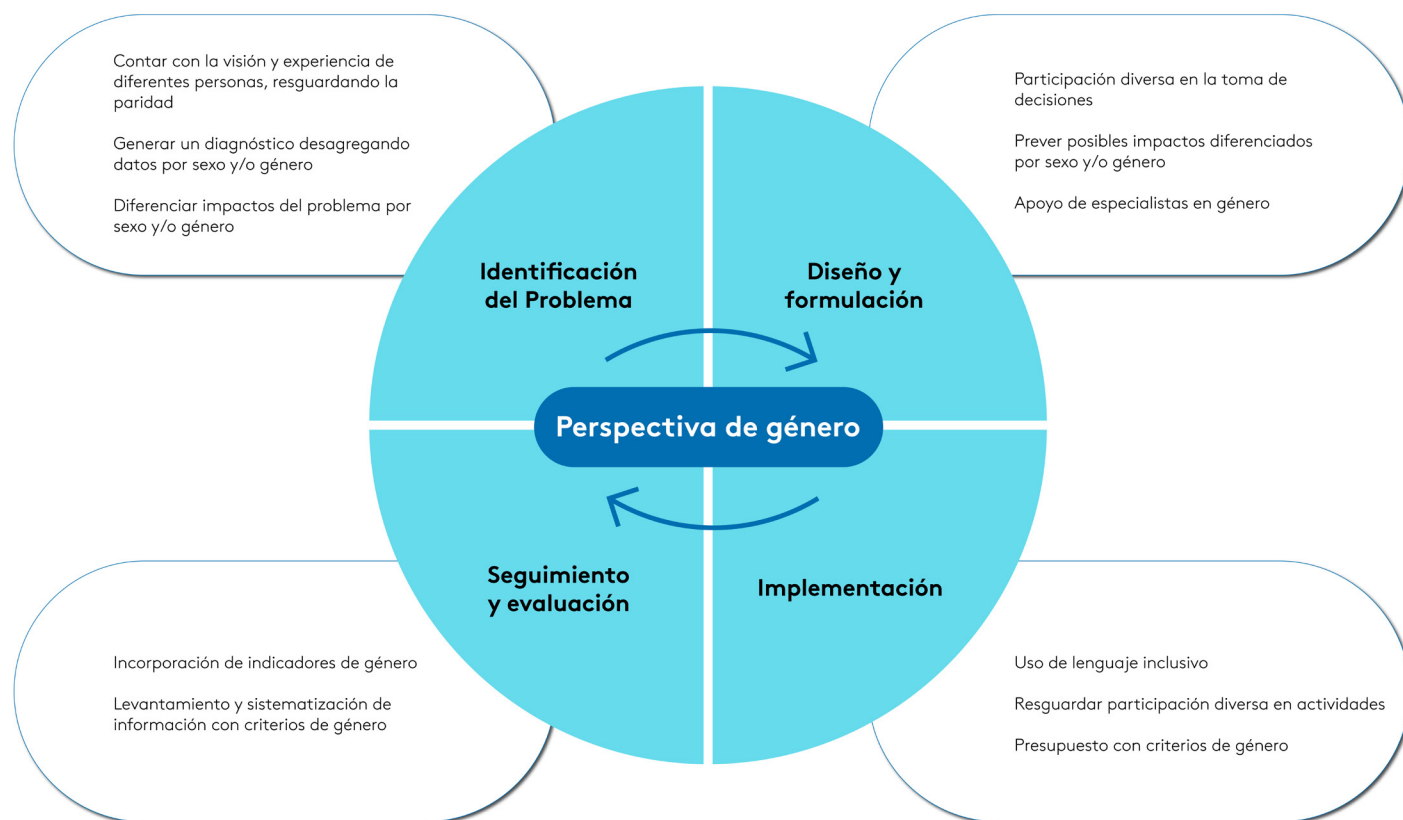 Contar con la visión y experiencia de
diferentes personas, resguardando la
paridad
Generar un diagnóstico desagregando
datos por sexo y/o género
Diferenciar impactos del problema por
sexo y/o género
Participación diversa en la toma de
decisiones
Prever posibles impactos diferenciados
por sexo y/o género
Apoyo de especialistas en género
Identificación
del Problema
Diseño y
formulación
Perspectiva de género
Seguimiento
y evaluación
Implementación
Incorporación de indicadores de género
Levantamiento y sistematización de
información con criterios de género
Uso de lenguaje inclusivo
Resguardar participación diversa en actividades
Presupuesto con criterios de género